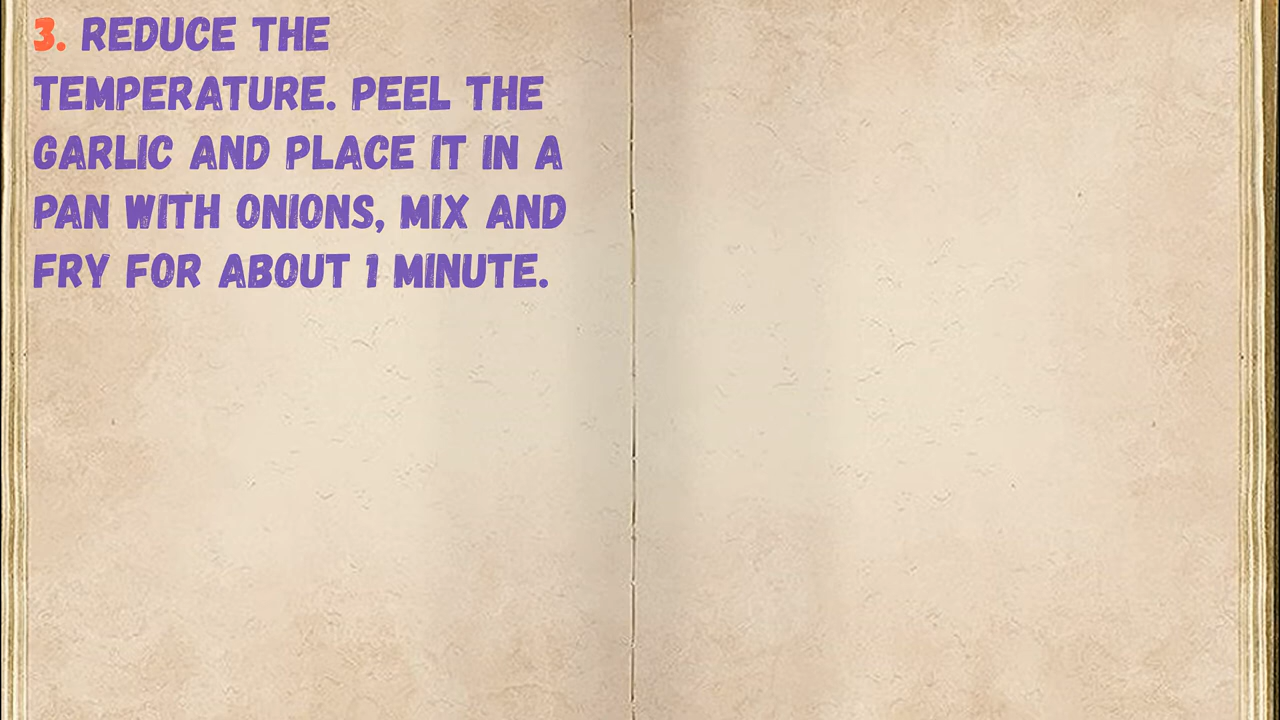 3. REDUCE THE
TEMPERATURE. PEEL THE
GARLIC AND PLACE IT IN A
PAN WITH ONIONS, MIX AND
FRY FOR ABOUT 1 MINUTE.